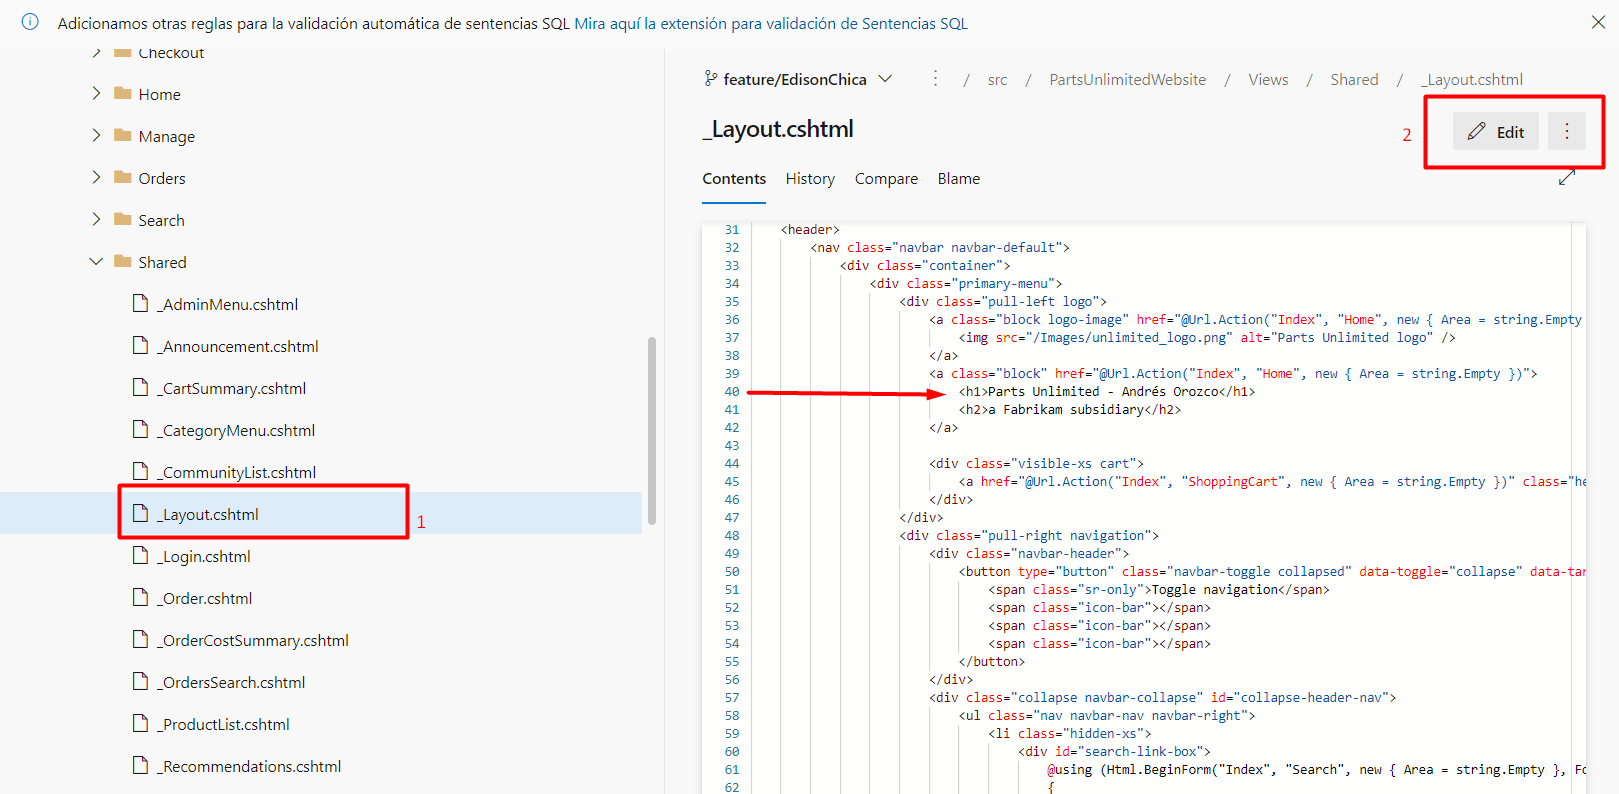 Adicionamos otras reglas para la validación automática de sentencias SQL Mira aquí la extensión para validación de Sentencias SQL
Checkout
Home
Manage
Orders
Search
Shared
_AdminMenu.cshtml
_Announcement.cshtml
_CartSummary.cshtml
_CategoryMenu.cshtml
_CommunityList.cshtml
_Layout.cshtml
1
_Login.cshtml
_Order.cshtml
_OrderCostSummary.cshtml
_OrdersSearch.cshtml
_ProductList.cshtml
_Recommendations.cshtml
feature/EdisonChica / src / PartsUnlimitedWebsite / Views / Shared / _Layout.cshtml
_Layout.cshtml
2
Edit
Contents History Compare Blame
31 <header>
32 <nav class="navbar navbar-default">
33 <div class="container">
34 <div class="primary-menu">
35 <div class="pull-left logo">
36 <a class="block logo-image" href="@Url.Action("Index", "Home", new { Area = string.Empty
37 <img src="/Images/unlimited_logo.png" alt="Parts Unlimited logo" />
38 </a>
39 <a class="block" href="@Url.Action("Index", "Home", new { Area = string.Empty })">
40 <h1>Parts Unlimited - Andrés Orozco</h1>
41 <h2>a Fabrikam subsidiary</h2>
42 </a>
43
44 <div class="visible-xs cart">
45 <a href="@Url.Action("Index", "ShoppingCart", new { Area = string.Empty })" class="he
46 </div>
47 </div>
48 <div class="pull-right navigation">
49 <div class="navbar-header">
50 <button type="button" class="navbar-toggle collapsed" data-toggle="collapse" data-tar
51 <span class="sr-only">Toggle navigation</span>
52 <span class="icon-bar"></span>
53 <span class="icon-bar"></span>
54 <span class="icon-bar"></span>
55 </button>
56 </div>
57 <div class="collapse navbar-collapse" id="collapse-header-nav">
58 <ul class="nav navbar-nav navbar-right">
59 <li class="hidden-xs">
60 <div id="search-link-box">
61 @using (Html.BeginForm("Index", "Search", new { Area = string.Empty }, Fo
62 {